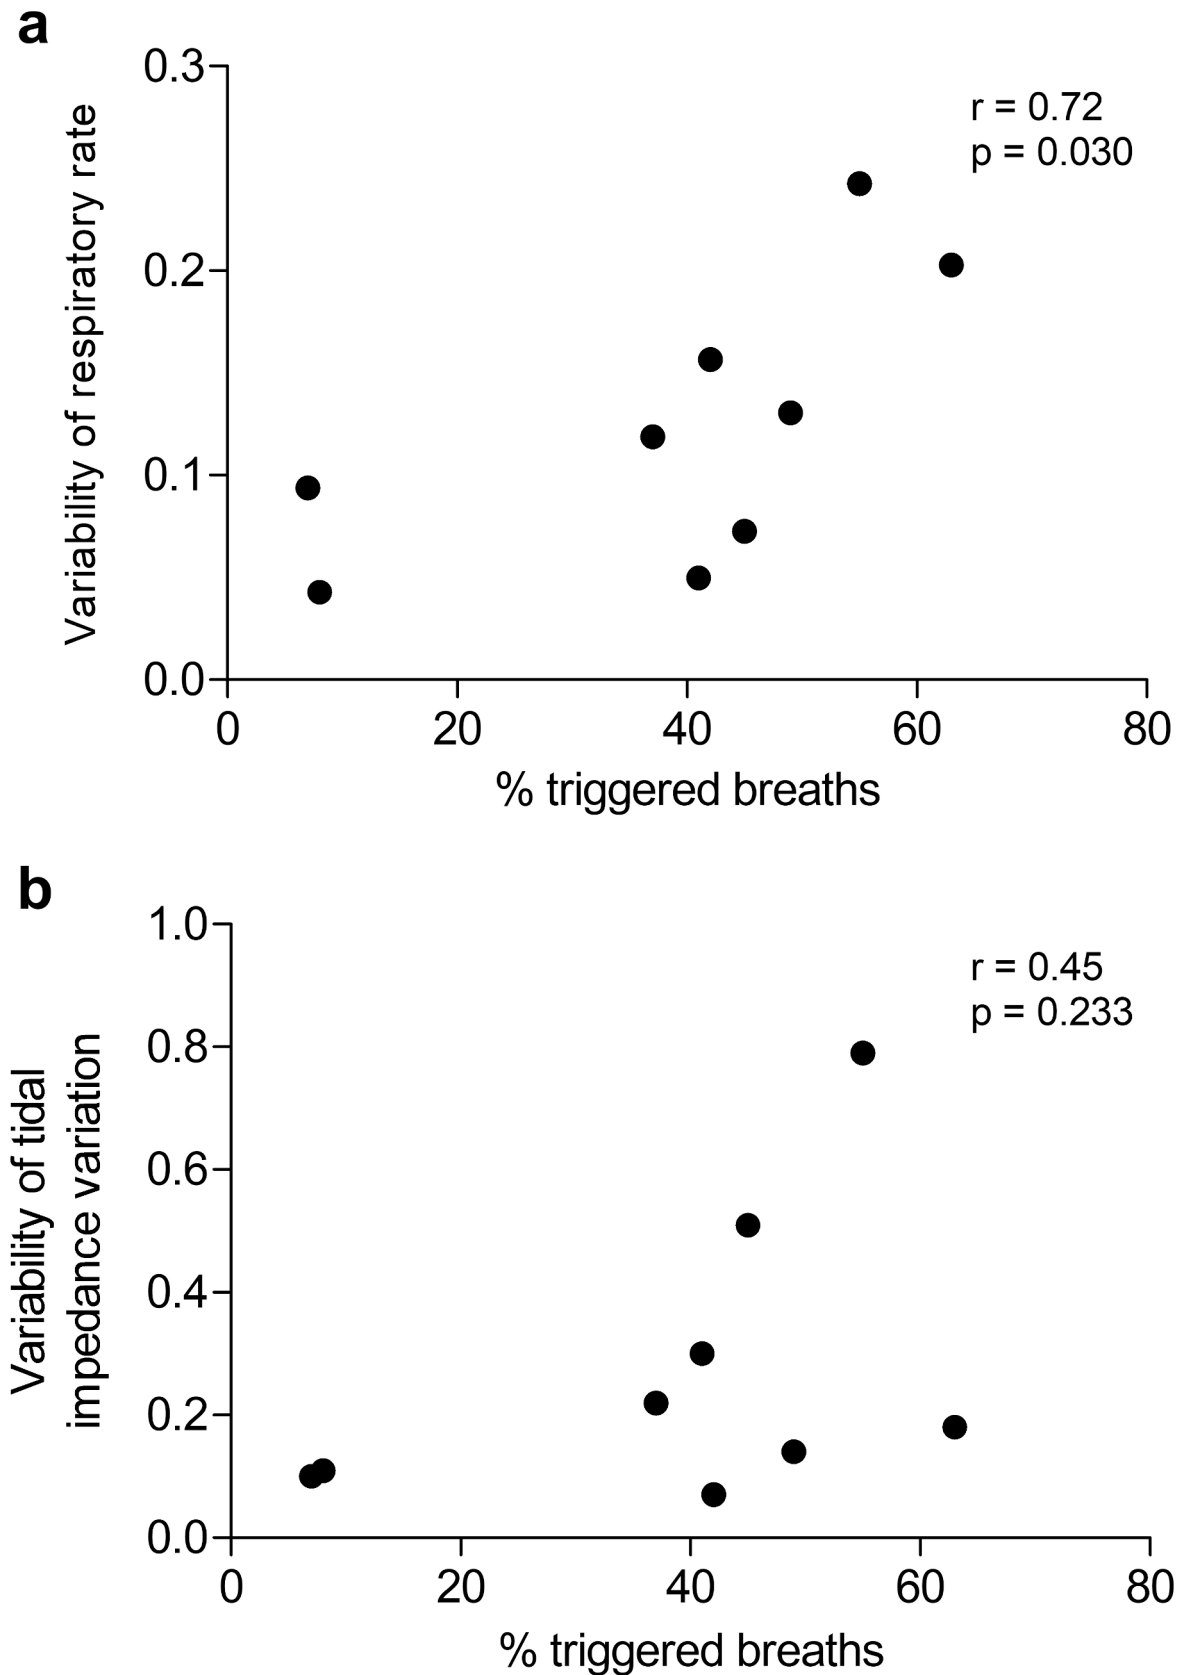 a
0.3
0.2
0.1
0.0
Variability of respiratory rate
r = 0.72
p = 0.030
0 20 40 60 80
% triggered breaths
b
1.0
0.8
0.6
0.4
0.2
0.0
Variability of tidal
impedance variation
r = 0.45
p = 0.233
0 20 40 60 80
% triggered breaths